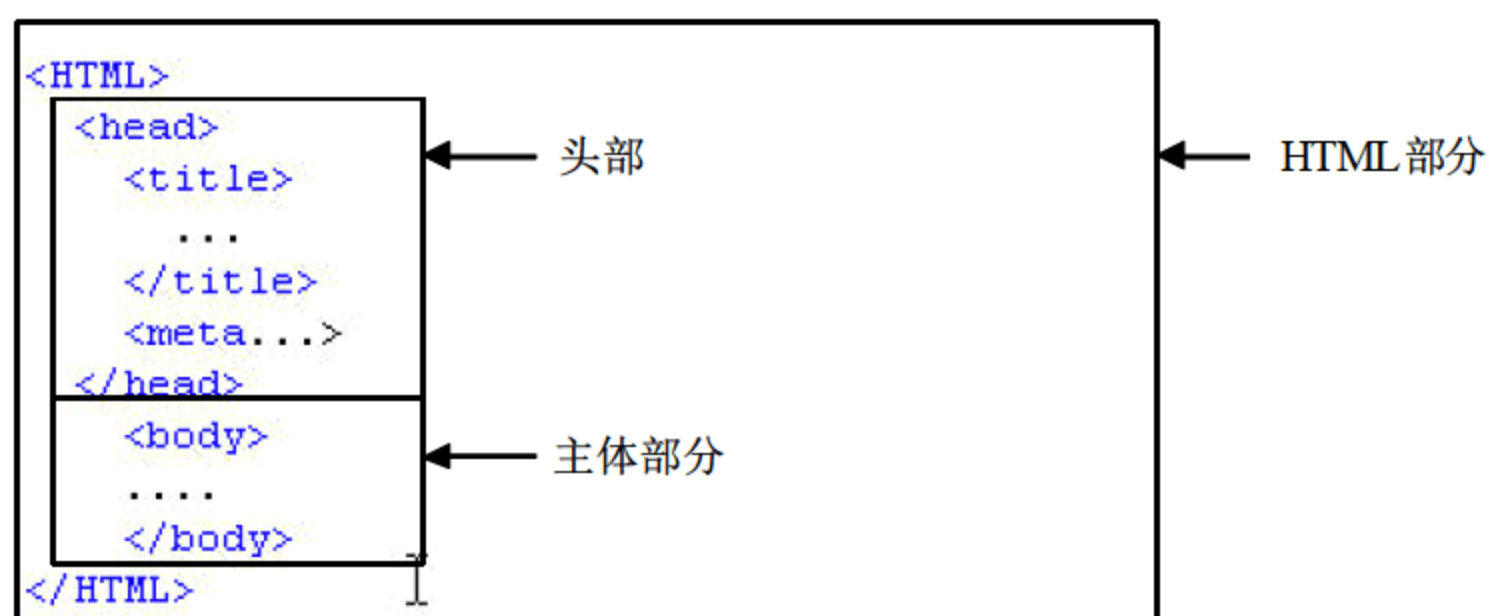 <HTML>
<head>
头部
HTML部分
<title>
...
</title>
<meta...>
</head>
<body>
主体部分
....
</body>
</HTML>